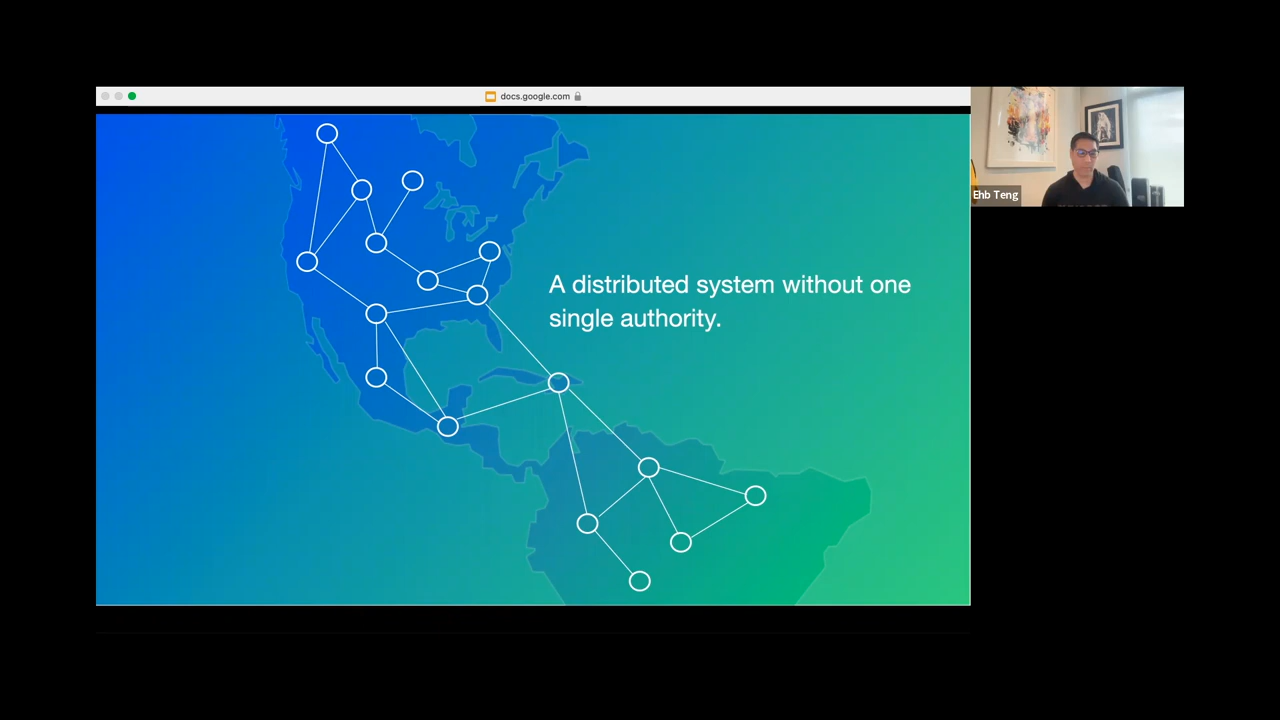 docs.google.com
Ehb Teng
A distributed system without one
single authority.